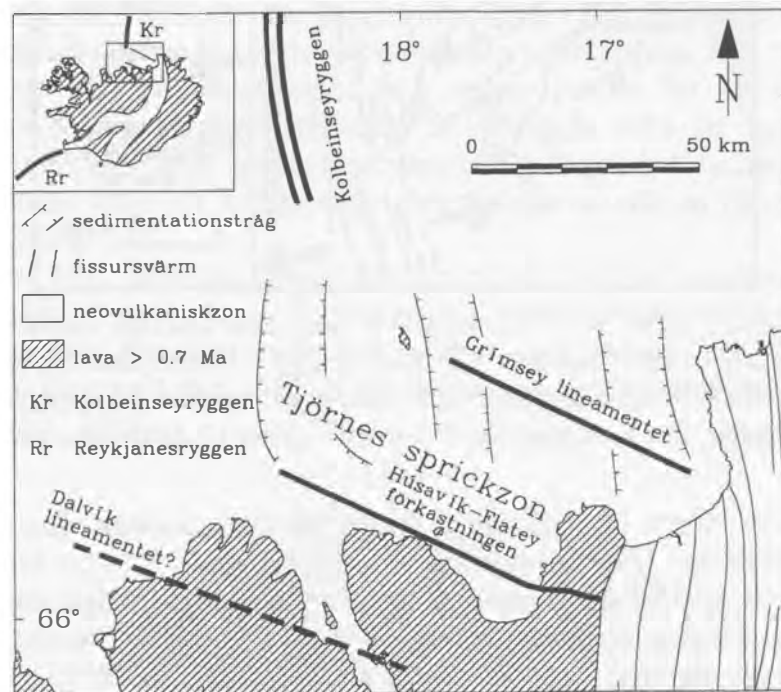 Kr
Rr
18°
17°
N
0
50 km
Kolbeinseyryggen
sedimentationstråg
fissursvärm
neovulkaniskzon
lava > 0.7 Ma
Kr Kolbeinseyryggen
Rr Reykjanesryggen
Grímsey lineamentet
Tjörnes sprickzon
Húsavík-Flatey
förkastningen
Dalvík
lineamentet?
66°